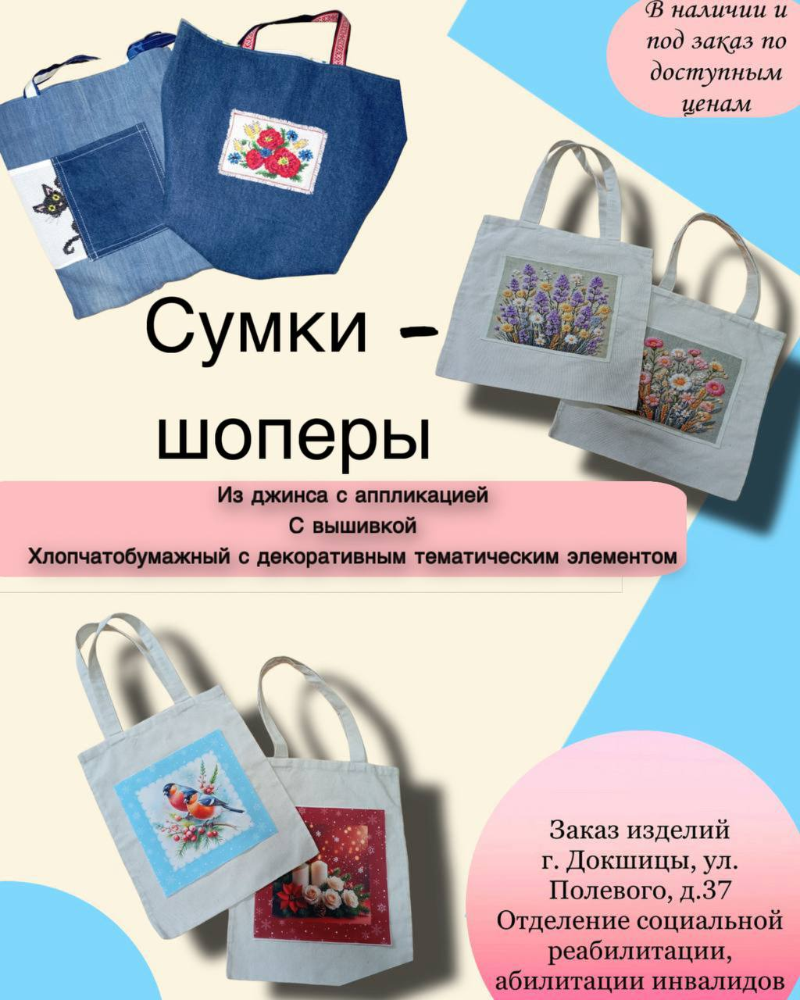 В наличии и
под заказ по
доступным
ценам
Сумки -
шоперы
Из джинса с аппликацией
С вышивкой
Хлопчатобумажный с декоративным тематическим элементом
Заказ изделий
г. Докшицы, ул.
Полевого, д.37
Отделение социальной
реабилитации,
абилитации инвалидов